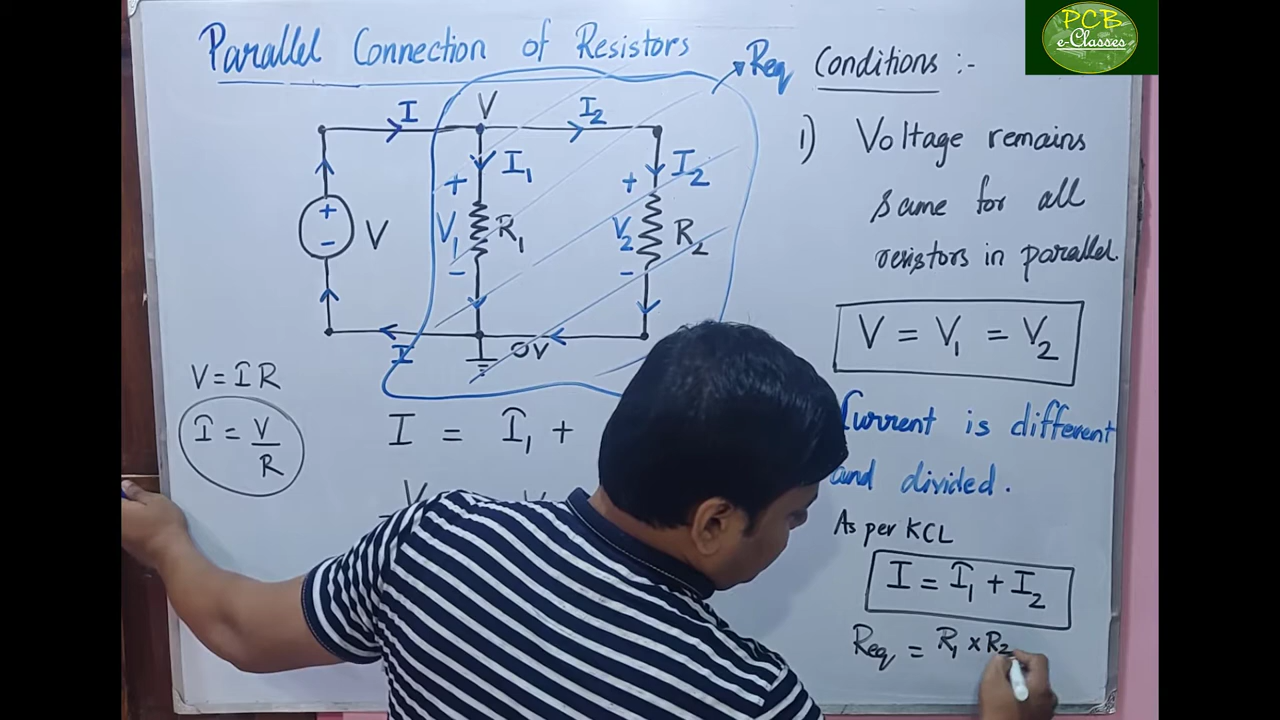 PCB
e-Classes
Parallel Connection of Resistors
Req
Conditions :-
I
V
I2
I1
I2
+
+
+
-
V
V1
R1
V2
R2
-
-
I
0V
1) Voltage remains
same for all
resistors in parallel.
V = V1 = V2
Current is different
and divided.
As per KCL
I = I1 + I2
Req = R1 × R2
V = IR
I = V
R
I = I1 +
V